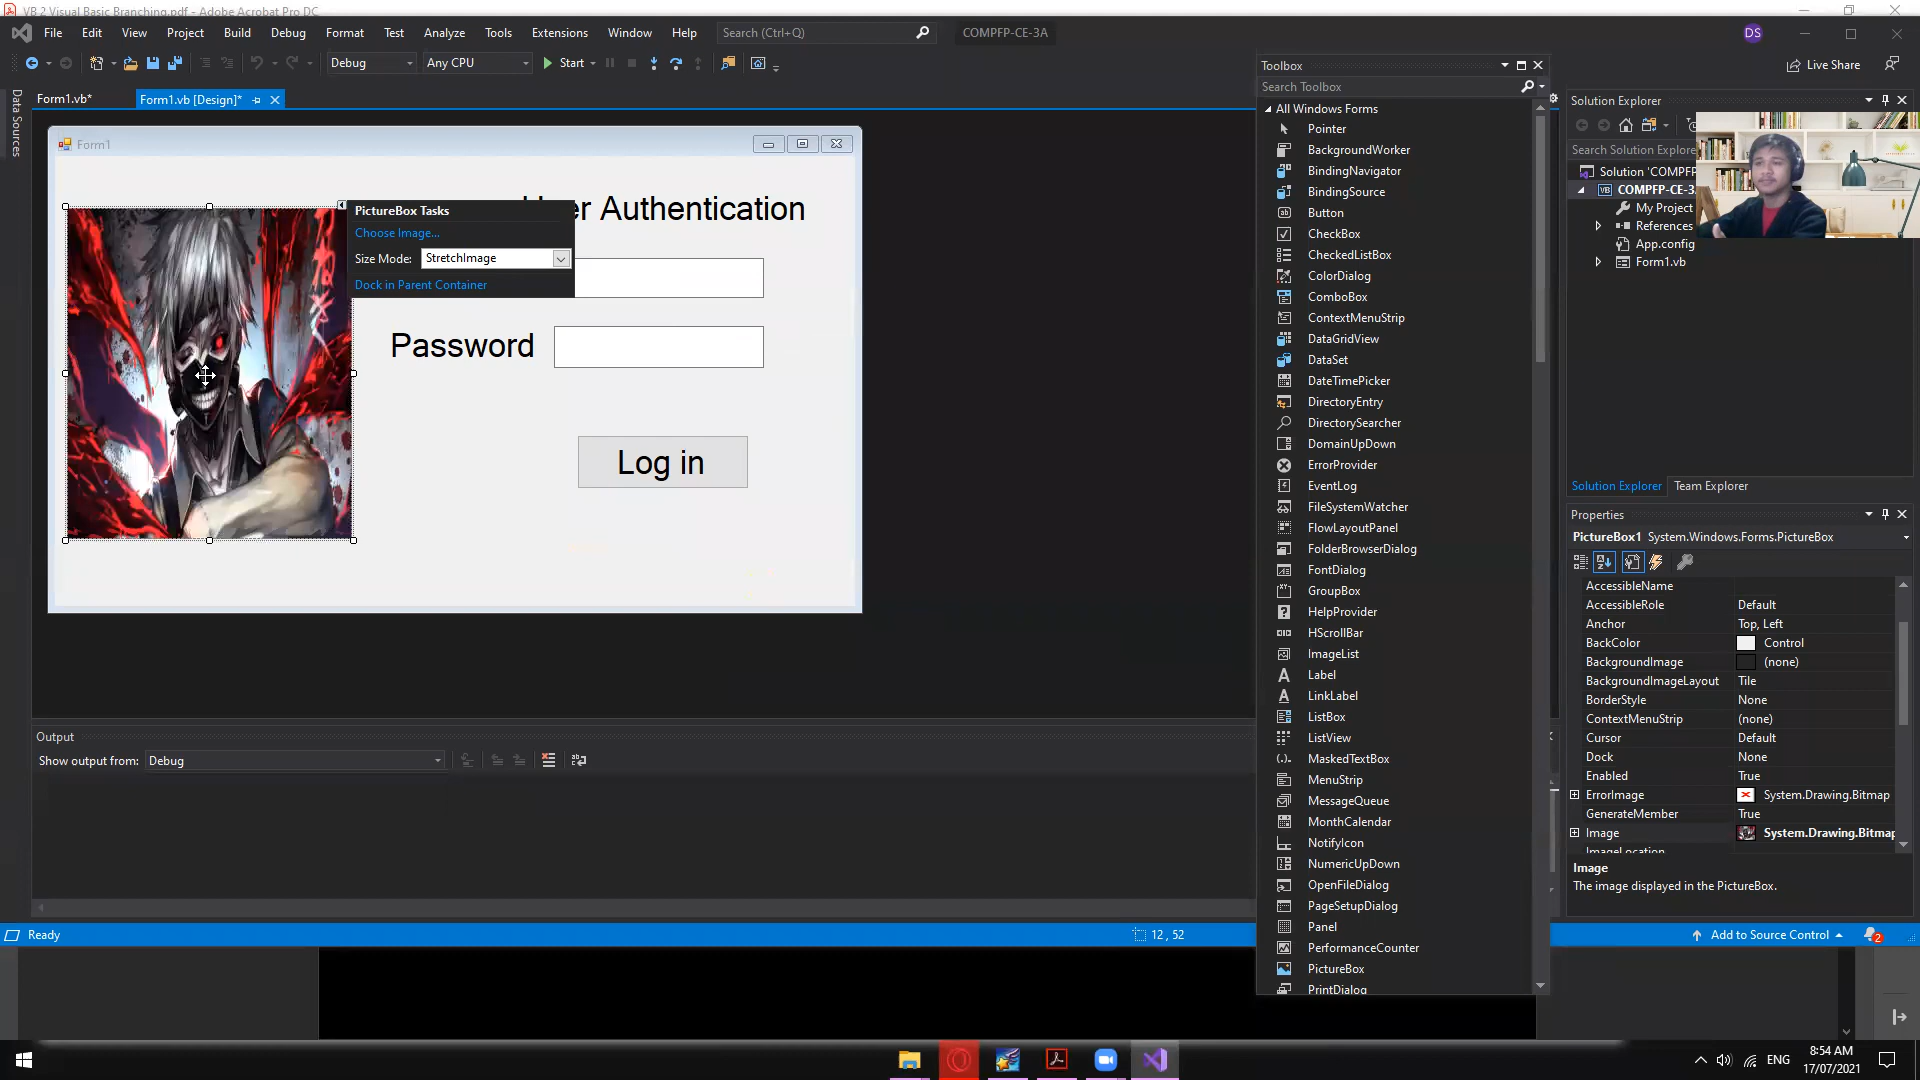 VB 2 Visual Basic Branching.pdf - Adobe Acrobat Pro DC
File Edit View Project Build Debug Format Test Analyze Tools Extensions Window Help Search (Ctrl+Q) COMPFP-CE-3A DS
Debug Any CPU Start Live Share
Form1.vb* Form1.vb [Design]*
Data Sources
Form1
User Authentication
PictureBox Tasks
Choose Image...
Size Mode: StretchImage
Dock in Parent Container
Password
Log in
Output
Show output from: Debug
Ready 12 , 52 Add to Source Control 2
Toolbox
Search Toolbox
All Windows Forms
Pointer
BackgroundWorker
BindingNavigator
BindingSource
Button
CheckBox
CheckedListBox
ColorDialog
ComboBox
ContextMenuStrip
DataGridView
DataSet
DateTimePicker
DirectoryEntry
DirectorySearcher
DomainUpDown
ErrorProvider
EventLog
FileSystemWatcher
FlowLayoutPanel
FolderBrowserDialog
FontDialog
GroupBox
HelpProvider
HScrollBar
ImageList
Label
LinkLabel
ListBox
ListView
MaskedTextBox
MenuStrip
MessageQueue
MonthCalendar
NotifyIcon
NumericUpDown
OpenFileDialog
PageSetupDialog
Panel
PerformanceCounter
PictureBox
PrintDialog
Solution Explorer
Search Solution Explore
Solution 'COMPFP
COMPFP-CE-3
My Project
References
App.config
Form1.vb
Solution Explorer Team Explorer
Properties
PictureBox1 System.Windows.Forms.PictureBox
AccessibleName
AccessibleRole Default
Anchor Top, Left
BackColor Control
BackgroundImage (none)
BackgroundImageLayout Tile
BorderStyle None
ContextMenuStrip (none)
Cursor Default
Dock None
Enabled True
ErrorImage System.Drawing.Bitmap
GenerateMember True
Image System.Drawing.Bitmap
ImageLocation
Image
The image displayed in the PictureBox.
ENG
8:54 AM
17/07/2021